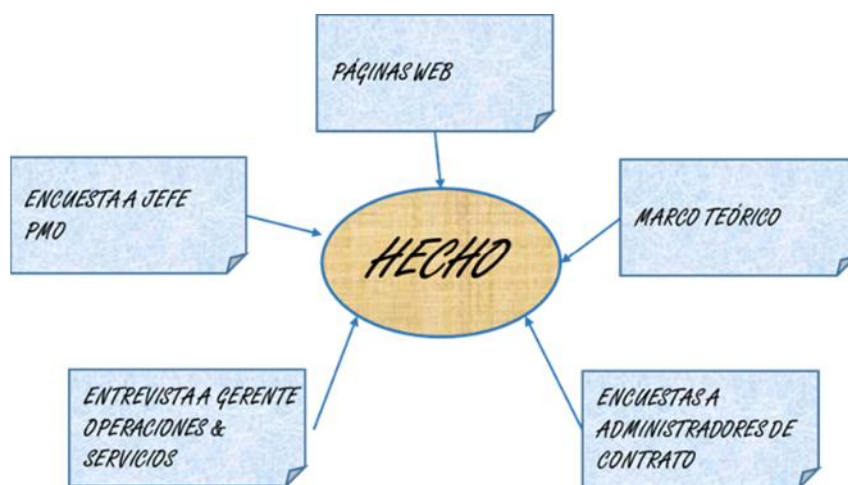 PÁGINAS WEB
ENCUESTA A JEFE
PMO
HECHO
MARCO TEÓRICO
ENTREVISTA A GERENTE
OPERACIONES &
SERVICIOS
ENCUESTAS A
ADMINISTRADORES DE
CONTRATO